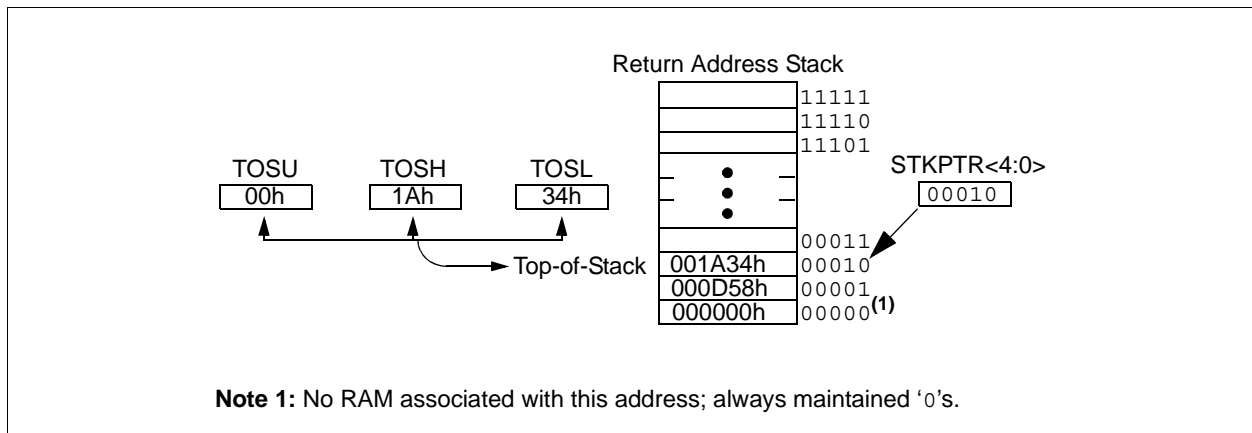 Return Address Stack
11111
11110
11101
TOSU TOSH TOSL STKPTR<4:0>
00h 1Ah 34h 00010
00011
Top-of-Stack 001A34h 00010
000D58h 00001
000000h 00000(1)
Note 1: No RAM associated with this address; always maintained ‘0’s.